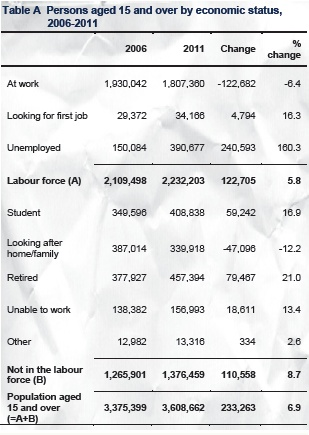 Table A Persons aged 15 and over by economic status,
2006-2011
2006 2011 Change %
change
At work 1,930,042 1,807,360 -122,682 -6.4
Looking for first job 29,372 34,166 4,794 16.3
Unemployed 150,084 390,677 240,593 160.3
Labour force (A) 2,109,498 2,232,203 122,705 5.8
Student 349,596 408,838 59,242 16.9
Looking after
home/family 387,014 339,918 -47,096 -12.2
Retired 377,927 457,394 79,467 21.0
Unable to work 138,382 156,993 18,611 13.4
Other 12,982 13,316 334 2.6
Not in the labour
force (B) 1,265,901 1,376,459 110,558 8.7
Population aged
15 and over
(=A+B) 3,375,399 3,608,662 233,263 6.9